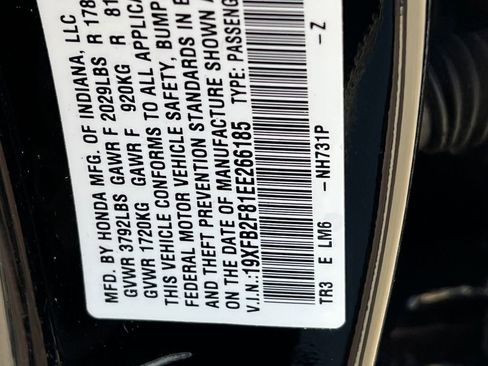 MFD. BY HONDA MFG. OF INDIANA, LLC
GVWR 3792LBS GAWR F 2029LBS R 178
GVWR 1720KG GAWR F 920KG R 81
THIS VEHICLE CONFORMS TO ALL APPLICA
FEDERAL MOTOR VEHICLE SAFETY, BUMP
AND THEFT PREVENTION STANDARDS IN E
ON THE DATE OF MANUFACTURE SHOWN A
V.I.N.:19XFB2F81EE266185 TYPE: PASSENG
TR3 E LM6 -NH731P -Z